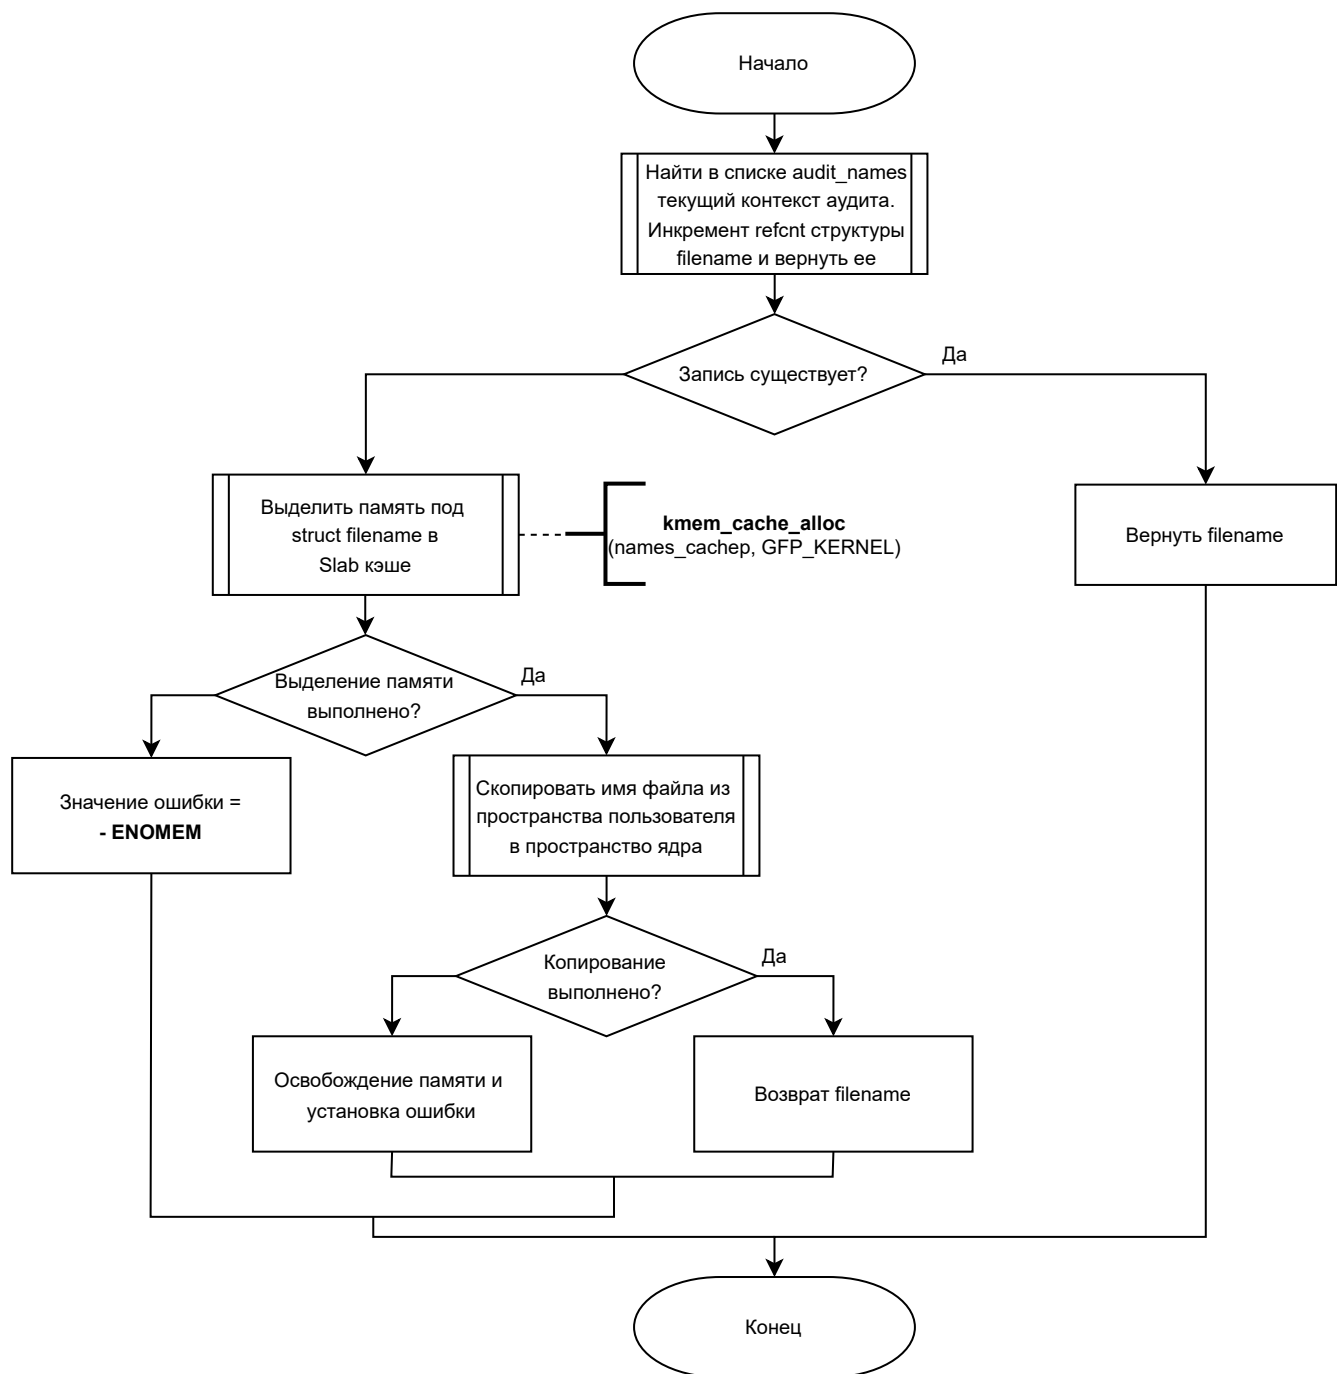 Начало
Найти в списке audit_names
текущий контекст аудита.
Инкремент refcnt структуры
filename и вернуть ее
Да
Запись существует?
Выделить память под
struct filename в
Slab кэше
kmem_cache_alloc
(names_cachep, GFP_KERNEL)
Вернуть filename
Да
Выделение памяти
выполнено?
Значение ошибки =
- ENOMEM
Скопировать имя файла из
пространства пользователя
в пространство ядра
Да
Копирование
выполнено?
Освобождение памяти и
установка ошибки
Возврат filename
Конец